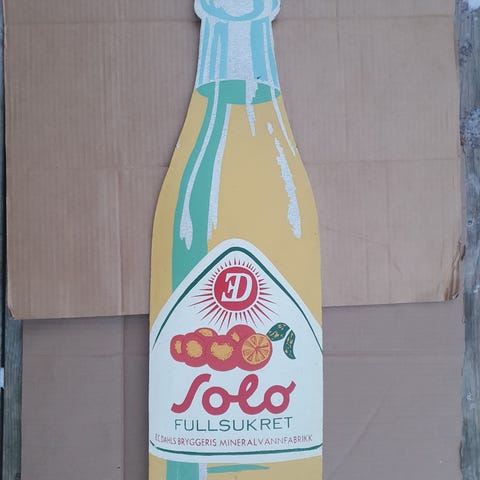 ED
Solo
FULLSUKRET
E.C.DAHLS BRYGGERIS MINERALVANNFABRIKK